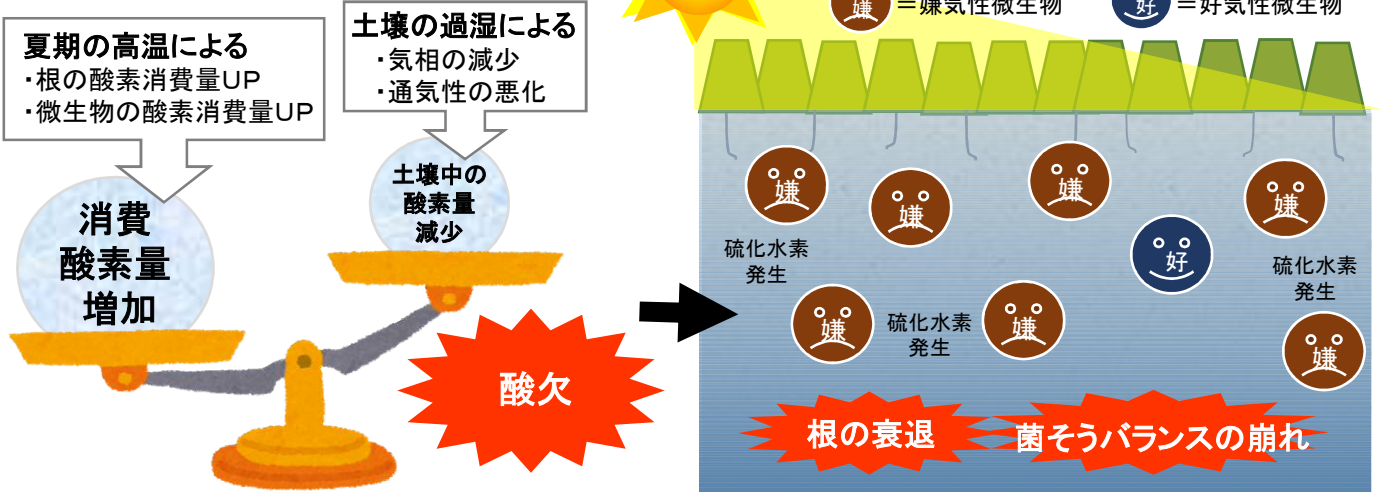 夏期の高温による
・根の酸素消費量UP
・微生物の酸素消費量UP
土壌の過湿による
・気相の減少
・通気性の悪化
消費
酸素量
増加
土壌中の
酸素量
減少
酸欠
嫌
=嫌気性微生物
好
=好気性微生物
嫌
嫌
嫌
嫌
好
硫化水素
発生
硫化水素
発生
嫌
硫化水素
発生
嫌
嫌
根の衰退
菌そうバランスの崩れ